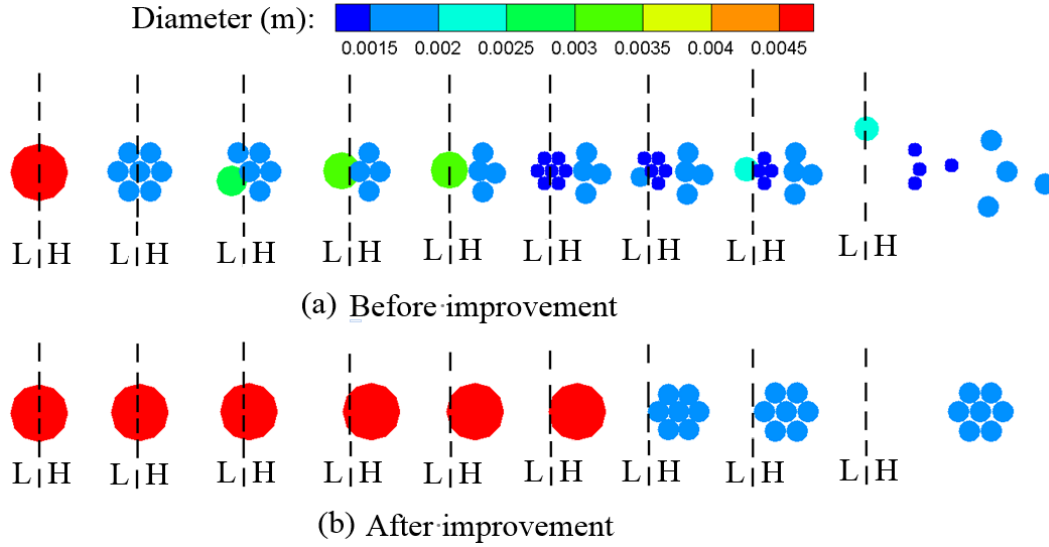 Diameter (m):
0.0015 0.002 0.0025 0.003 0.0035 0.004 0.0045
L H L H L H L H L H L H L H L H L H
(a) Before improvement
L H L H L H L H L H L H L H L H L H
(b) After improvement